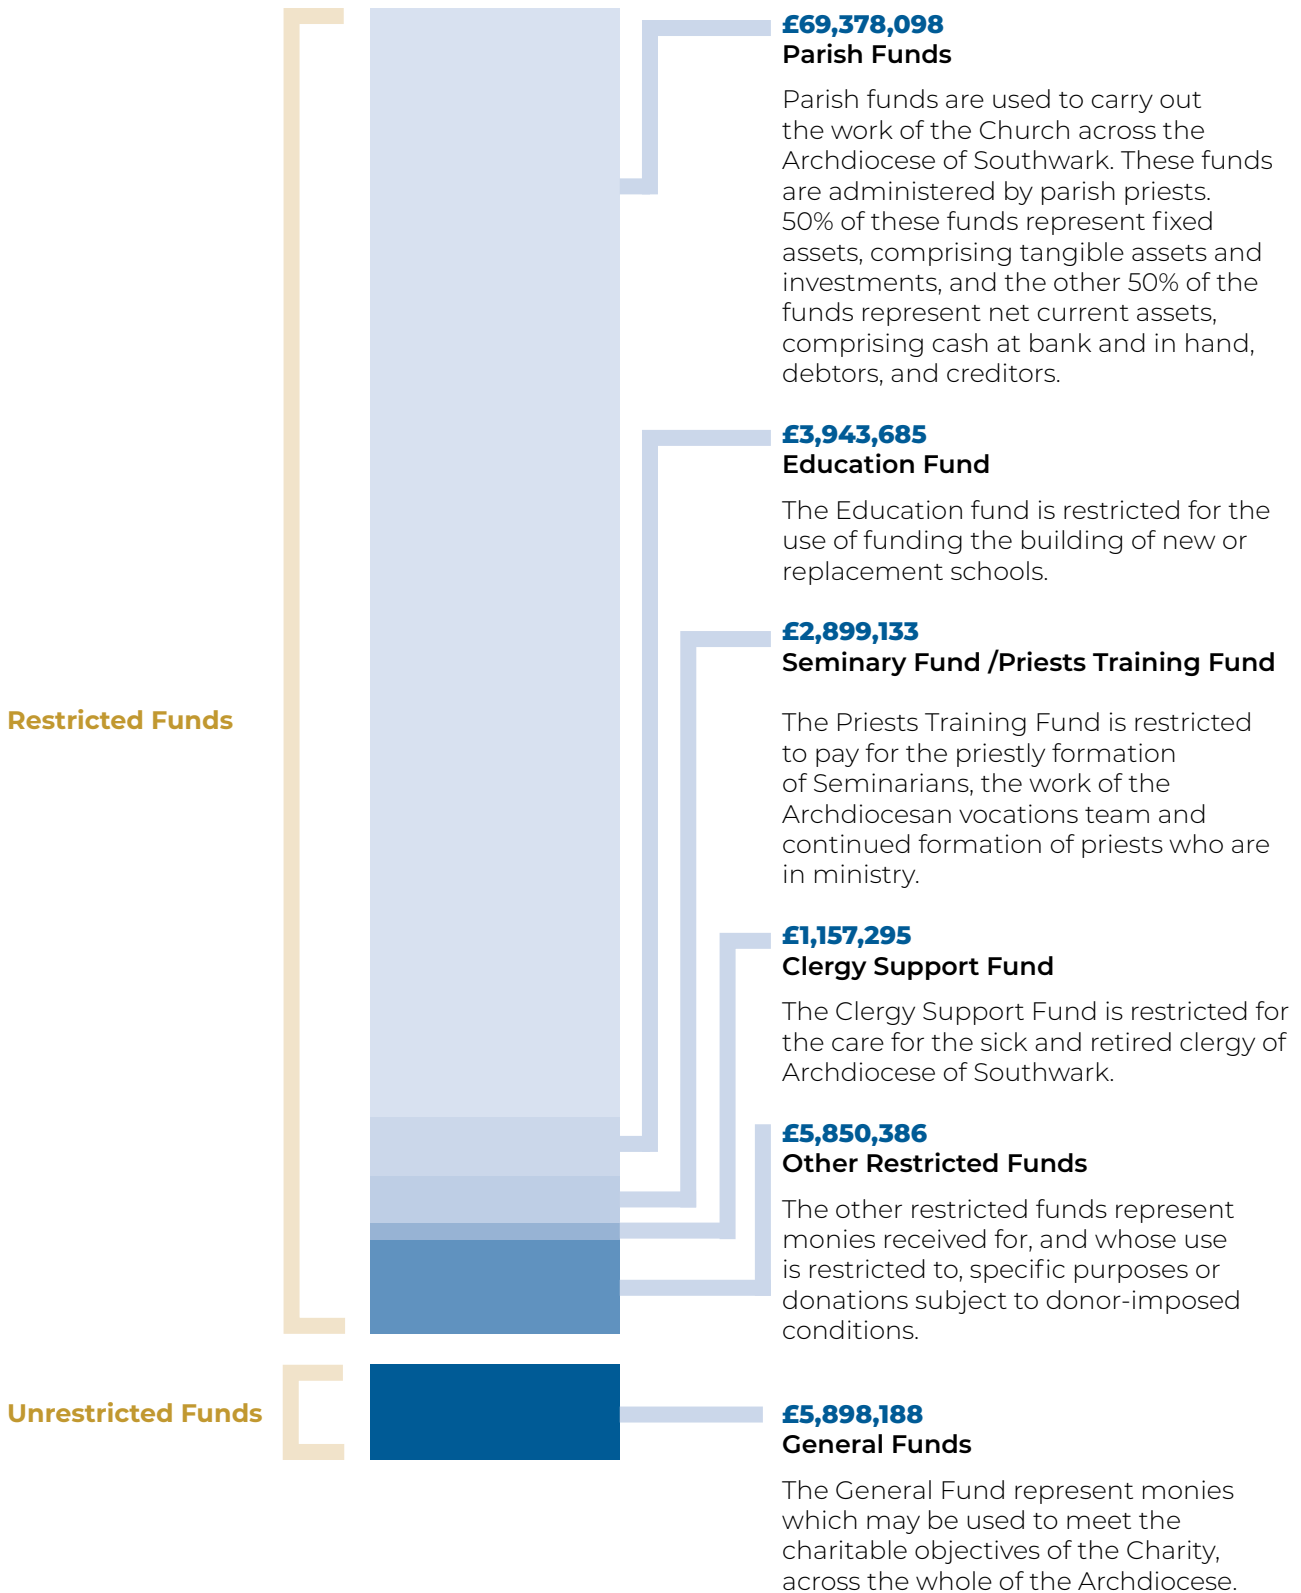 £69,378,098
Parish Funds
Parish funds are used to carry out
the work of the Church across the
Archdiocese of Southwark. These funds
are administered by parish priests.
50% of these funds represent fixed
assets, comprising tangible assets and
investments, and the other 50% of the
funds represent net current assets,
comprising cash at bank and in hand,
debtors, and creditors.
£3,943,685
Education Fund
The Education fund is restricted for the
use of funding the building of new or
replacement schools.
£2,899,133
Seminary Fund /Priests Training Fund
Restricted Funds
The Priests Training Fund is restricted
to pay for the priestly formation
of Seminarians, the work of the
Archdiocesan vocations team and
continued formation of priests who are
in ministry.
£1,157,295
Clergy Support Fund
The Clergy Support Fund is restricted for
the care for the sick and retired clergy of
Archdiocese of Southwark.
£5,850,386
Other Restricted Funds
The other restricted funds represent
monies received for, and whose use
is restricted to, specific purposes or
donations subject to donor-imposed
conditions.
Unrestricted Funds
£5,898,188
General Funds
The General Fund represent monies
which may be used to meet the
charitable objectives of the Charity,
across the whole of the Archdiocese.